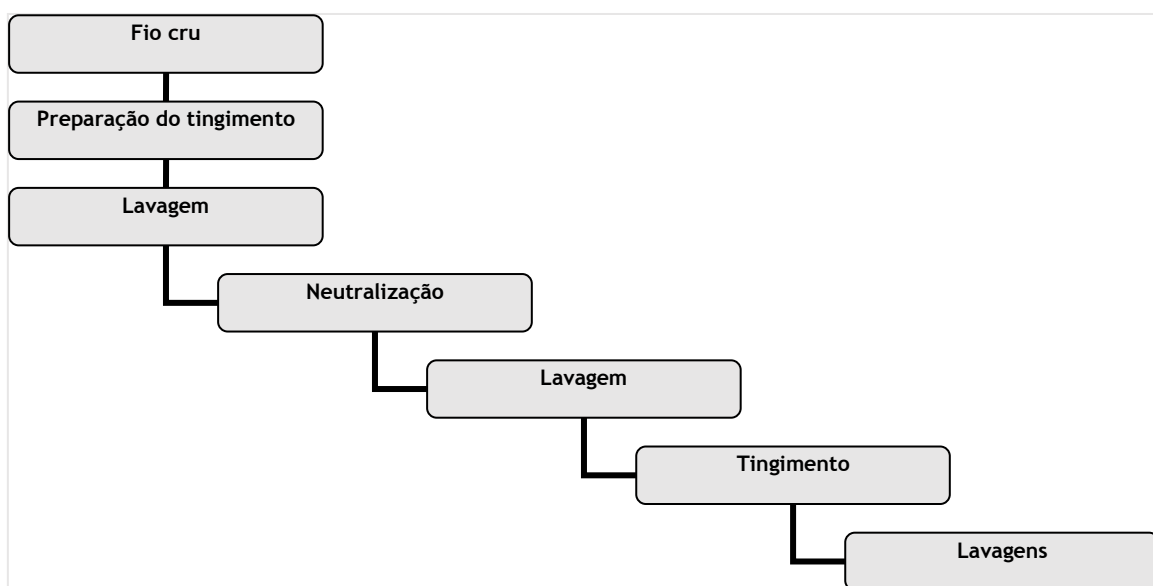 Fio cru
Preparação do tingimento
Lavagem
Neutralização
Lavagem
Tingimento
Lavagens